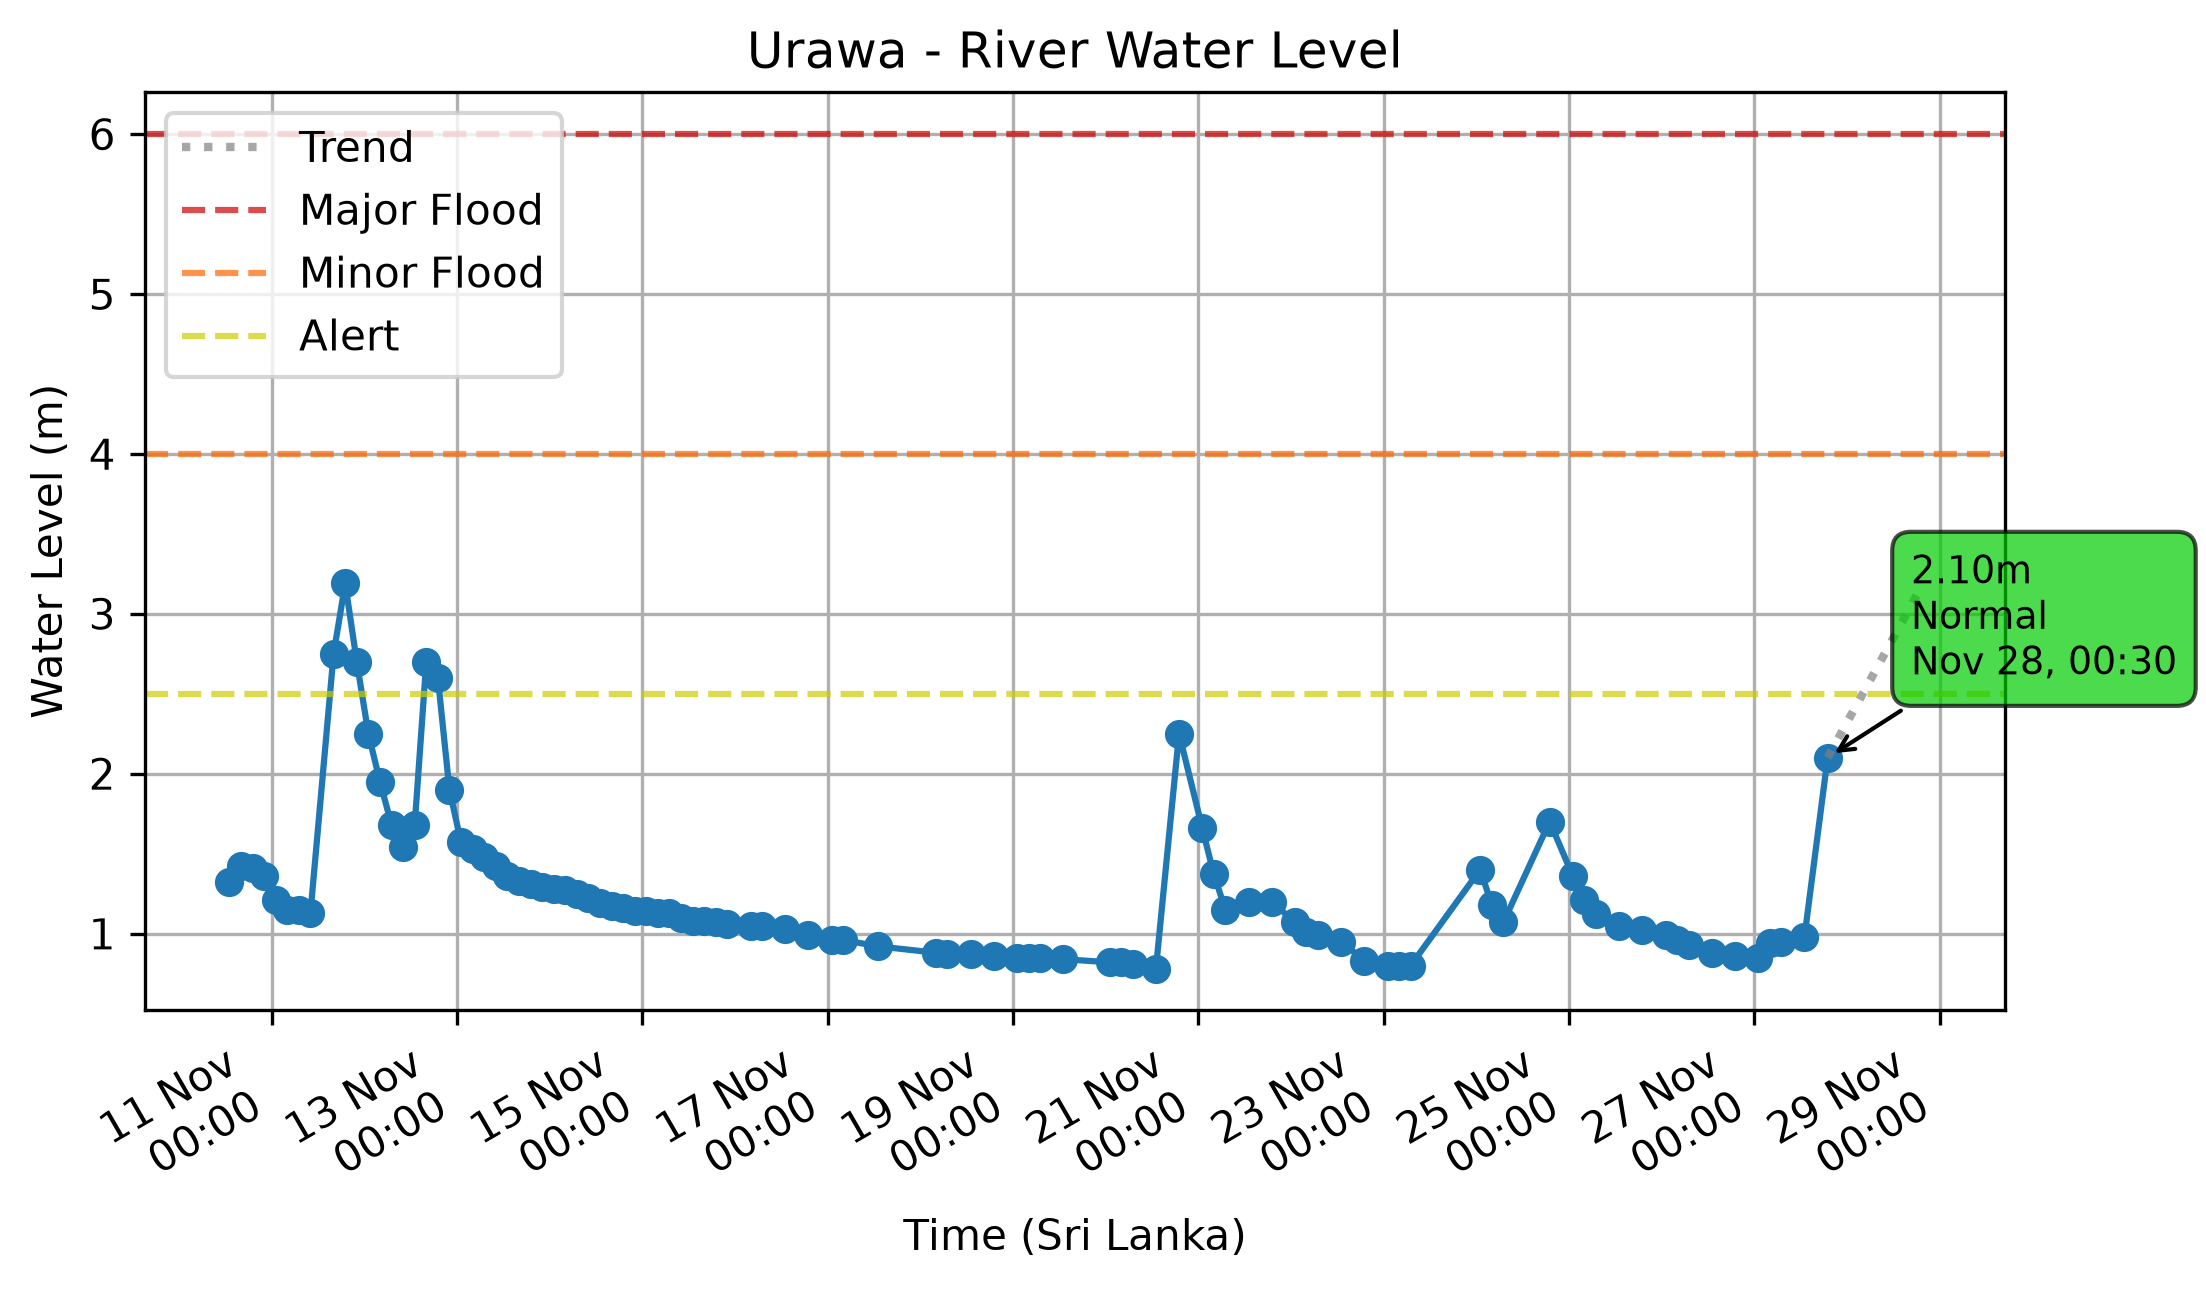 Urawa - River Water Level
Trend
Major Flood
Minor Flood
Alert
6
5
4
3
2
1
Water Level (m)
2.10m
Normal
Nov 28, 00:30
11 Nov
00:00
13 Nov
00:00
15 Nov
00:00
17 Nov
00:00
19 Nov
00:00
21 Nov
00:00
23 Nov
00:00
25 Nov
00:00
27 Nov
00:00
29 Nov
00:00
Time (Sri Lanka)